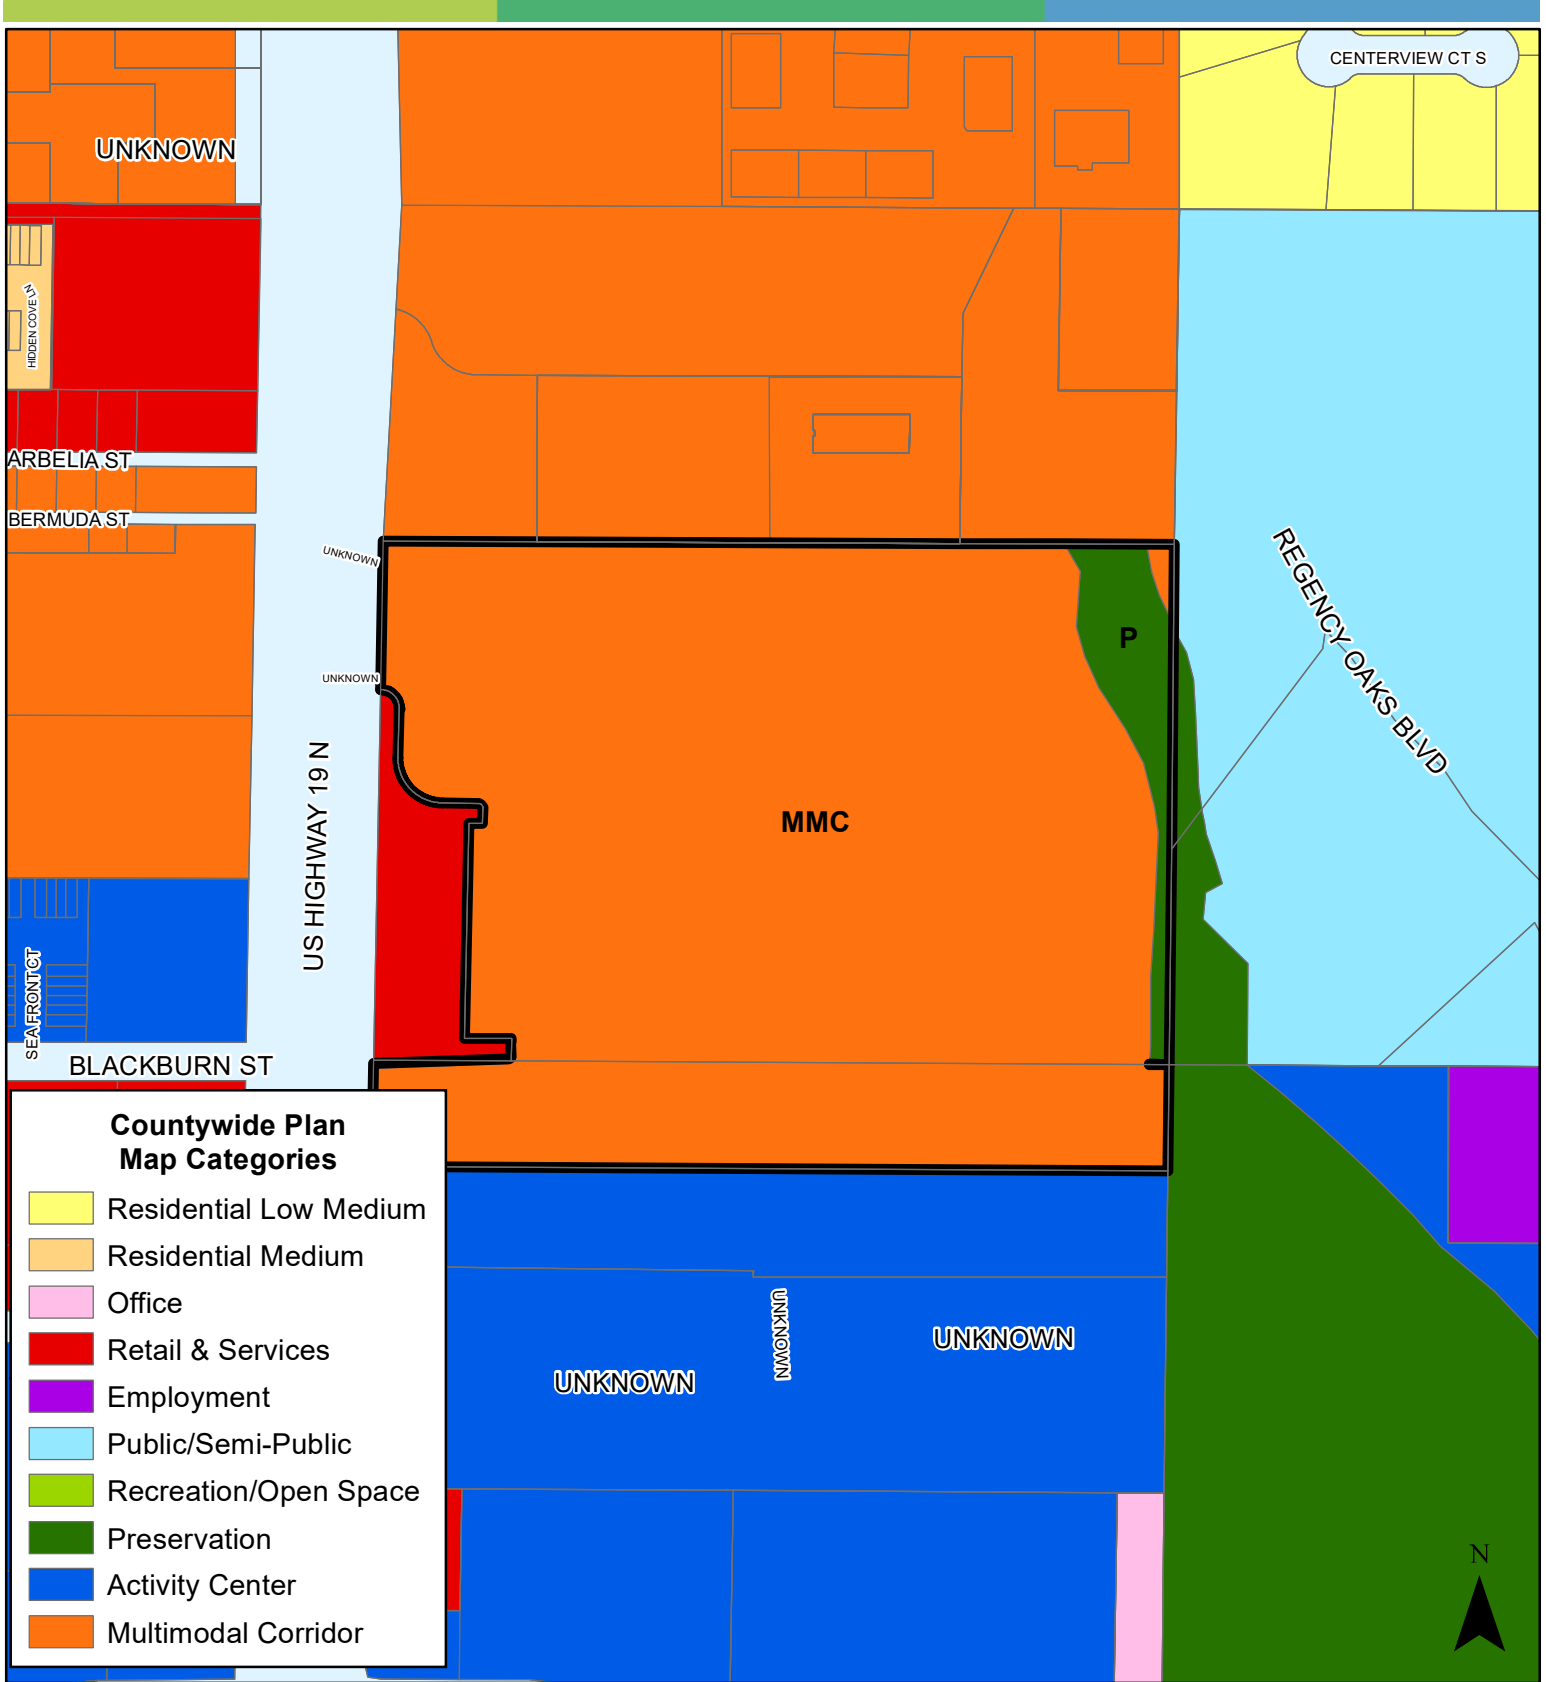 CENTERVIEW CT S
UNKNOWN
HIDDEN COVE LN
ARBELIA ST
BERMUDA ST
UNKNOWN
REGENCY OAKS BLVD
P
UNKNOWN
MMC
US HIGHWAY 19 N
SEA FRONT CT
BLACKBURN ST
Countywide Plan
Map Categories
Residential Low Medium
Residential Medium
Office
Retail & Services
Employment
Public/Semi-Public
Recreation/Open Space
Preservation
Activity Center
Multimodal Corridor
UNKNOWN
UNKNOWN
UNKNOWN
N